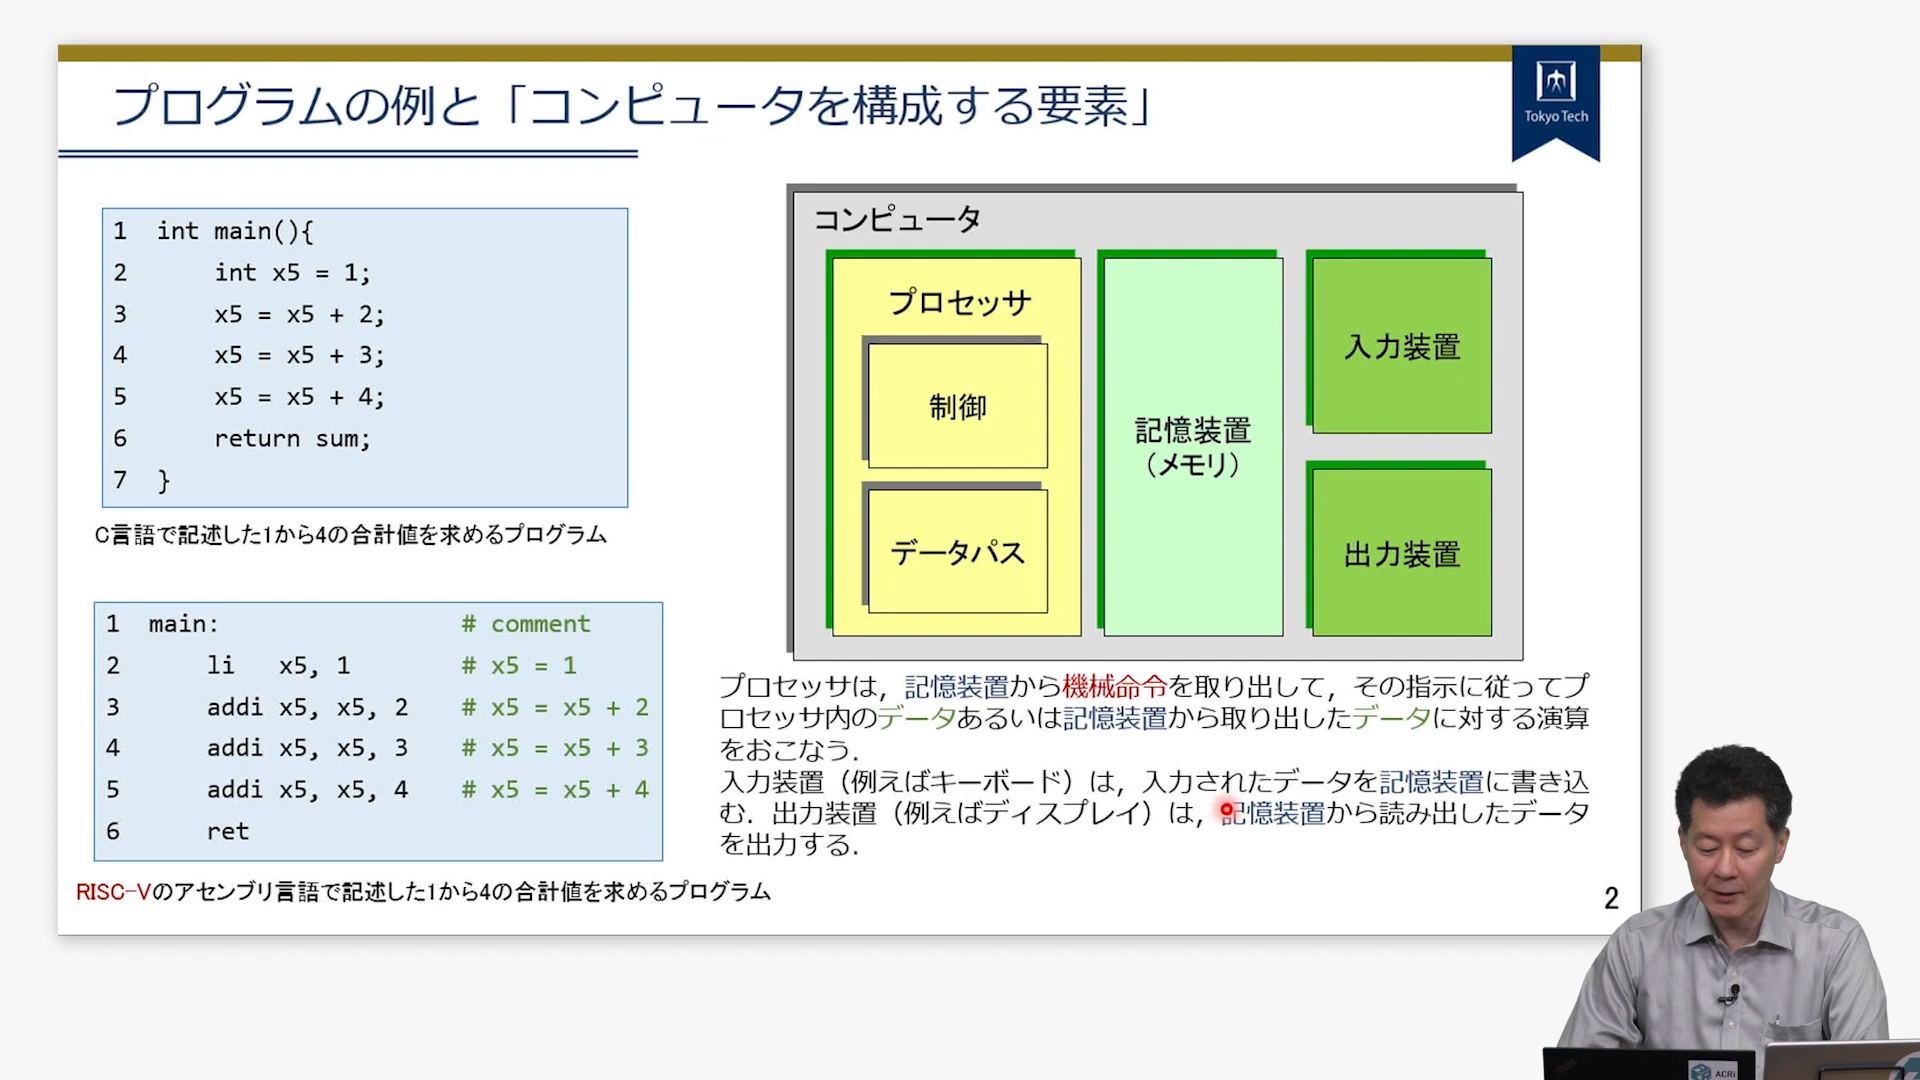 プログラムの例と「コンピュータを構成する要素」
Tokyo Tech
1 int main(){
2 int x5 = 1;
3 x5 = x5 + 2;
4 x5 = x5 + 3;
5 x5 = x5 + 4;
6 return sum;
7 }
C言語で記述した1から4の合計値を求めるプログラム
1 main: # comment
2 li x5, 1 # x5 = 1
3 addi x5, x5, 2 # x5 = x5 + 2
4 addi x5, x5, 3 # x5 = x5 + 3
5 addi x5, x5, 4 # x5 = x5 + 4
6 ret
RISC-Vのアセンブリ言語で記述した1から4の合計値を求めるプログラム
コンピュータ
プロセッサ
制御
データパス
記憶装置
(メモリ)
入力装置
出力装置
プロセッサは，記憶装置から機械命令を取り出して，その指示に従ってプ
ロセッサ内のデータあるいは記憶装置から取り出したデータに対する演算
をおこなう．
入力装置（例えばキーボード）は，入力されたデータを記憶装置に書き込
む．出力装置（例えばディスプレイ）は，記憶装置から読み出したデータ
を出力する．
2
ACRi